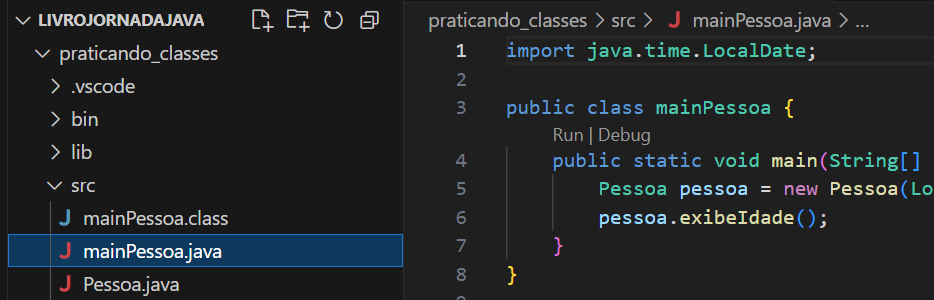 LIVROJORNADAJAVA
praticando_classes
.vscode
bin
lib
src
mainPessoa.class
mainPessoa.java
Pessoa.java
praticando_classes > src > mainPessoa.java > ...
1 import java.time.LocalDate;
2
3 public class mainPessoa {
Run | Debug
4 public static void main(String[]
5 Pessoa pessoa = new Pessoa(Lo
6 pessoa.exibeIdade();
7 }
8 }